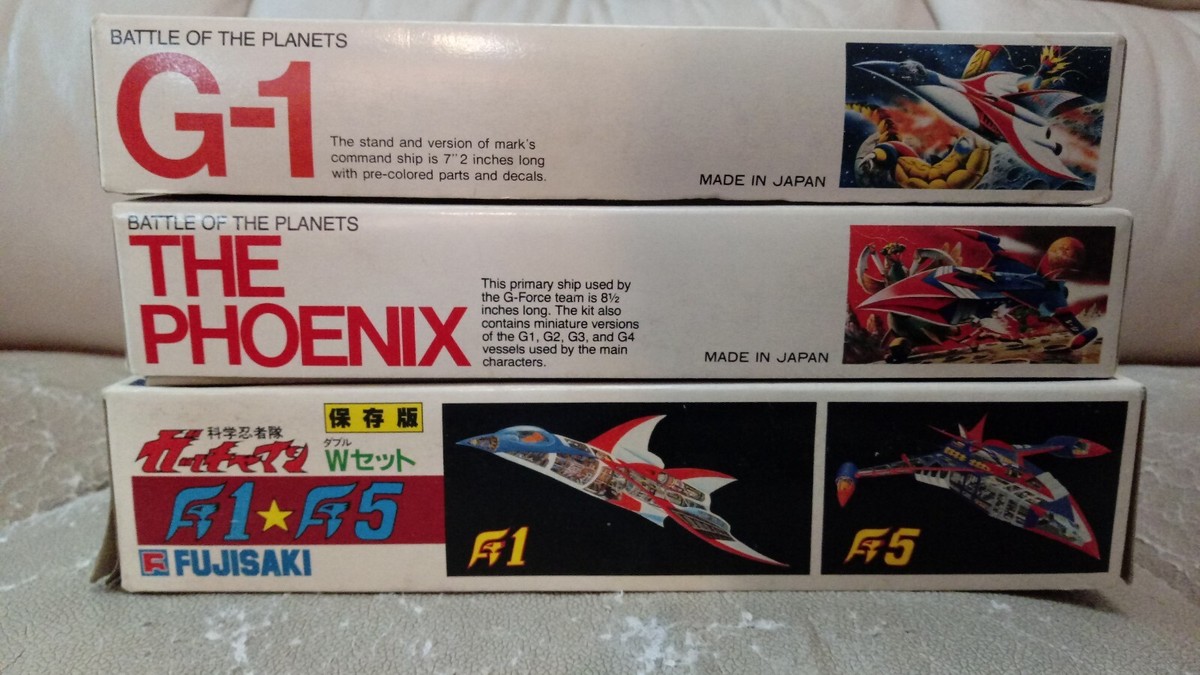 BATTLE OF THE PLANETS
G-1
The stand and version of mark's
command ship is 7" 2 inches long
with pre-colored parts and decals.
MADE IN JAPAN
BATTLE OF THE PLANETS
THE
PHOENIX
This primary ship used by
the G-Force team is 8½
inches long. The kit also
contains miniature versions
of the G1, G2, G3, and G4
vessels used by the main
characters.
MADE IN JAPAN
保存版
科学忍者隊
ガッチャマン
ダブル
Wセット
G1★G5
FUJISAKI
G1
G5